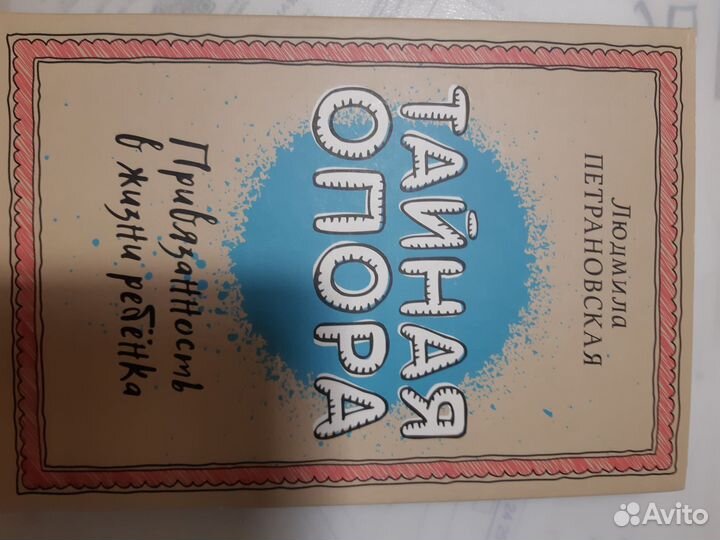 Людмила
ПЕТРАНОВСКАЯ
ТАЙНАЯ
ОПОРА
Привязанность
в жизни ребёнка
Avito